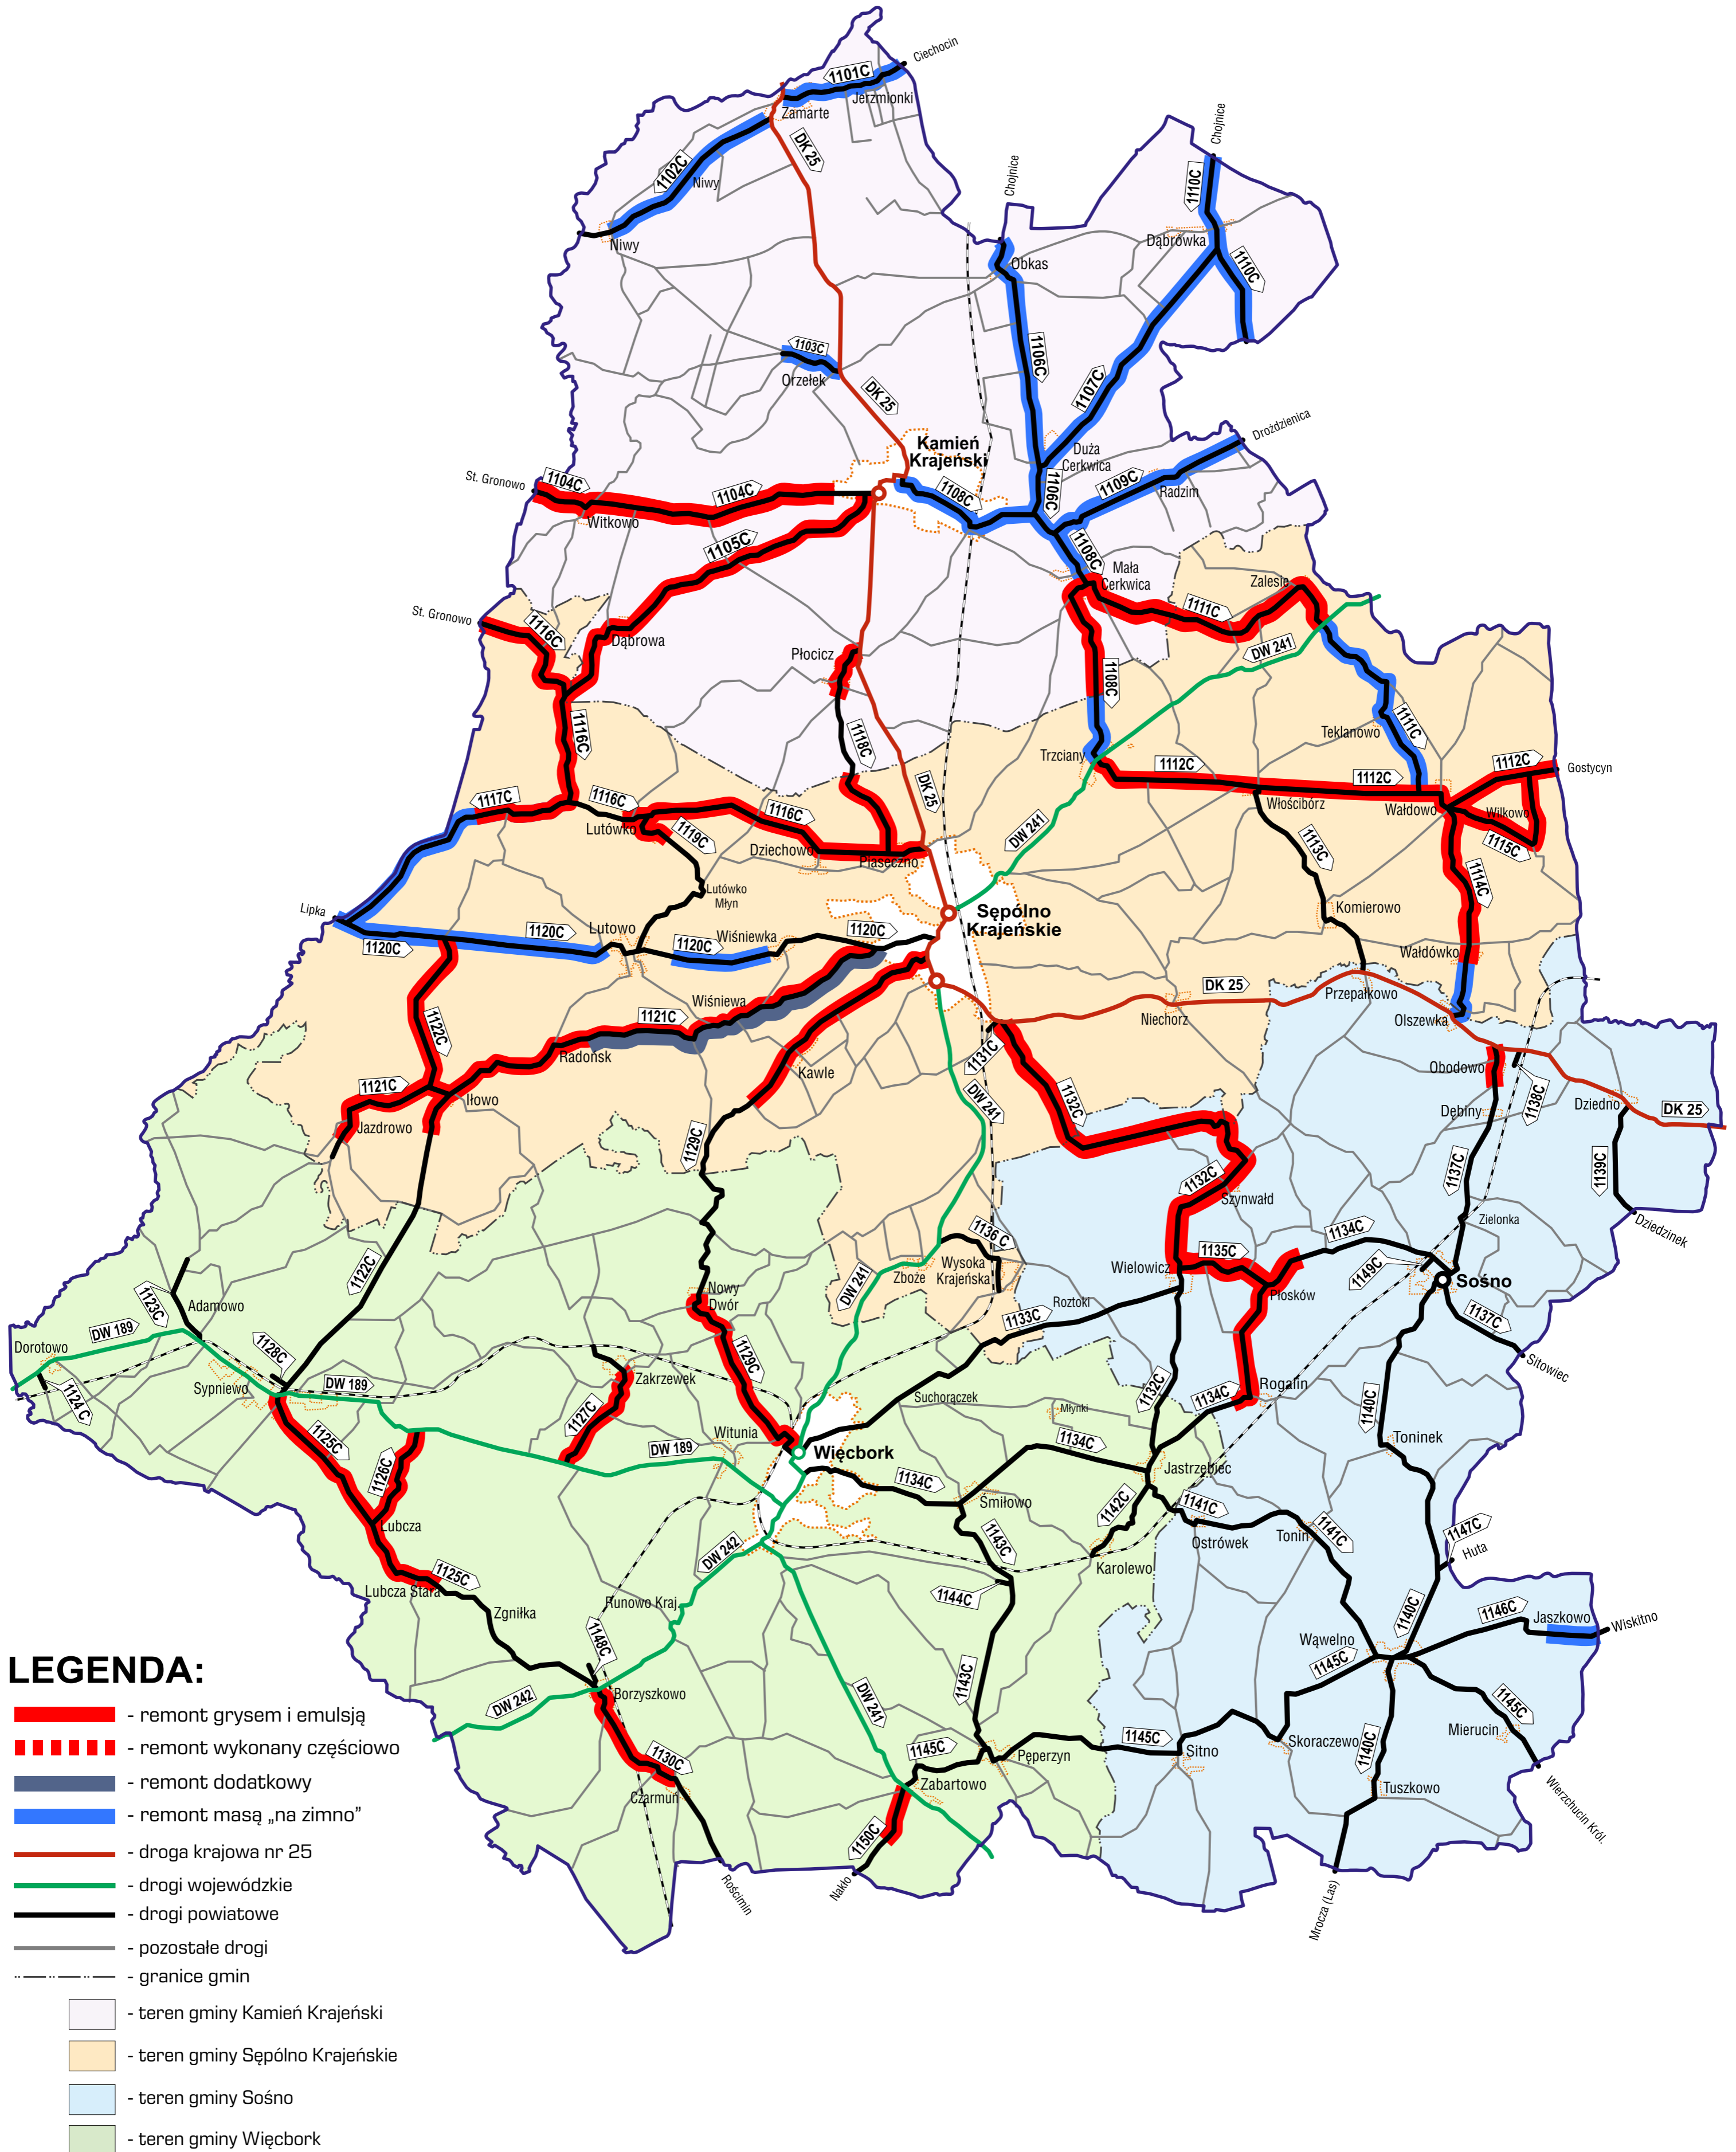 Ciechocin
1101C
Jerzmionki
Zamarte
DK 25
1102C
Niwy
Niwy
Chojnice
Chojnice
1110C
Dąbrówka
1110C
Obkas
1103C
Orzełek
1106C
1107C
DK 25
Kamień
Krajeński
Duża
Cerkwica
Drożdzienica
St. Gronowo
1104C
1104C
Witkowo
1108C
1106C
1109C
Radzim
1105C
1108C
Mała
Cerkwica
Zalesie
St. Gronowo
1116C
Dąbrowa
1111C
DW 241
Płocicz
1108C
1116C
1118C
Teklanowo
1111C
Trzciany
1112C
1112C
1112C
Gostycyn
DK 25
1117C
1116C
1116C
Lutówko
1119C
Dziechowo
Piaseczno
DW 241
Włościbórz
Wałdowo
Wilkowo
1115C
1113C
1114C
Lutówko
Młyn
Lipka
1120C
1120C
Lutowo
1120C
Wiśniewka
1120C
Sępólno
Krajeńskie
Komierowo
Wałdówko
DK 25
Przepałkowo
Niechorz
Olszewka
1122C
1121C
Wiśniewa
Radońsk
Kawle
1131C
1132C
DW 241
Obodowo
1138C
Dziedno
DK 25
Dębiny
1121C
Iłowo
Jazdrowo
1129C
1137C
1139C
1132C
Szynwałd
Zielonka
Dziedzinek
1136 C
Wysoka
Krajeńska
Zboże
1134C
1135C
Wielowicz
1149C
Sośno
Płosków
1122C
1123C
Adamowo
Nowy
Dwór
DW 241
Roztoki
1133C
1137C
Sitowiec
DW 189
Dorotowo
1128C
Sypniewo
DW 189
1124 C
Zakrzewek
1129C
1127C
Suchorączek
Młynki
1132C
1134C
Rogalin
1140C
Toninek
1125C
1126C
Witunia
DW 189
Więcbork
1134C
1134C
Jastrzębiec
Śmiłowo
1142C
1141C
Ostrówek
Tonin
1141C
1147C
Huta
Lubcza
DW 242
1143C
Karolewo
1125C
Lubcza Stara
Zgniłka
Runowo Kraj.
1144C
1148C
1140C
1146C
Jaszkowo
Wiskitno
Wąwelno
1145C
LEGENDA:
- remont grysem i emulsją
- remont wykonany częściowo
- remont dodatkowy
- remont masą „na zimno”
- droga krajowa nr 25
- drogi wojewódzkie
- drogi powiatowe
- pozostałe drogi
- granice gmin
- teren gminy Kamień Krajeński
- teren gminy Sępólno Krajeńskie
- teren gminy Sośno
- teren gminy Więcbork
DW 242
Borzyszkowo
DW 241
1143C
1145C
Mierucin
1130C
Czarmuń
1145C
Pęperzyn
1145C
Sitno
Skoraczewo
1140C
Tuszkowo
Zabartowo
1150C
Nakło
Rościmin
Mrocza (Las)
Wierzchucin Król.